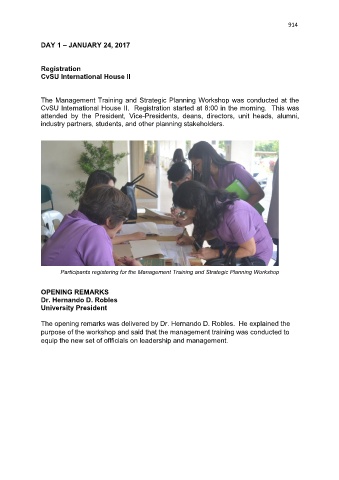 914
DAY 1 – JANUARY 24, 2017
Registration
CvSU International House II
The Management Training and Strategic Planning Workshop was conducted at the
CvSU International House II. Registration started at 8:00 in the morning. This was
attended by the President, Vice-Presidents, deans, directors, unit heads, alumni,
industry partners, students, and other planning stakeholders.
Participants registering for the Management Training and Strategic Planning Workshop
OPENING REMARKS
Dr. Hernando D. Robles
University President
The opening remarks was delivered by Dr. Hernando D. Robles. He explained the
purpose of the workshop and said that the management training was conducted to
equip the new set of offficials on leadership and management.